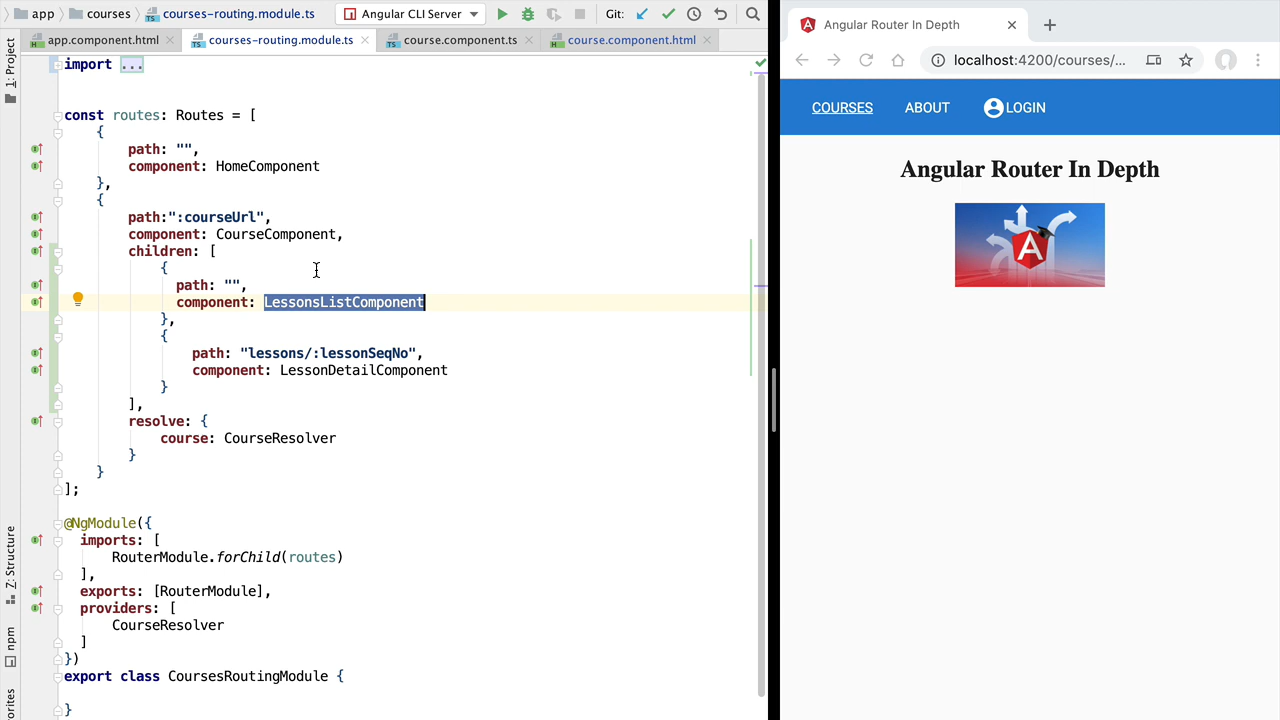 app courses courses-routing.module.ts Angular CLI Server Git:
app.component.html courses-routing.module.ts course.component.ts course.component.html
1: Project
Z: Structure
npm
import ...
const routes: Routes = [
{
path: "",
component: HomeComponent
},
{
path:":courseUrl",
component: CourseComponent,
children: [
{
path: "",
component: LessonsListComponent
},
{
path: "lessons/:lessonSeqNo",
component: LessonDetailComponent
}
],
resolve: {
course: CourseResolver
}
}
];
@NgModule({
imports: [
RouterModule.forChild(routes)
],
exports: [RouterModule],
providers: [
CourseResolver
]
})
export class CoursesRoutingModule {
}
Angular Router In Depth
localhost:4200/courses/...
COURSES ABOUT LOGIN
Angular Router In Depth
A